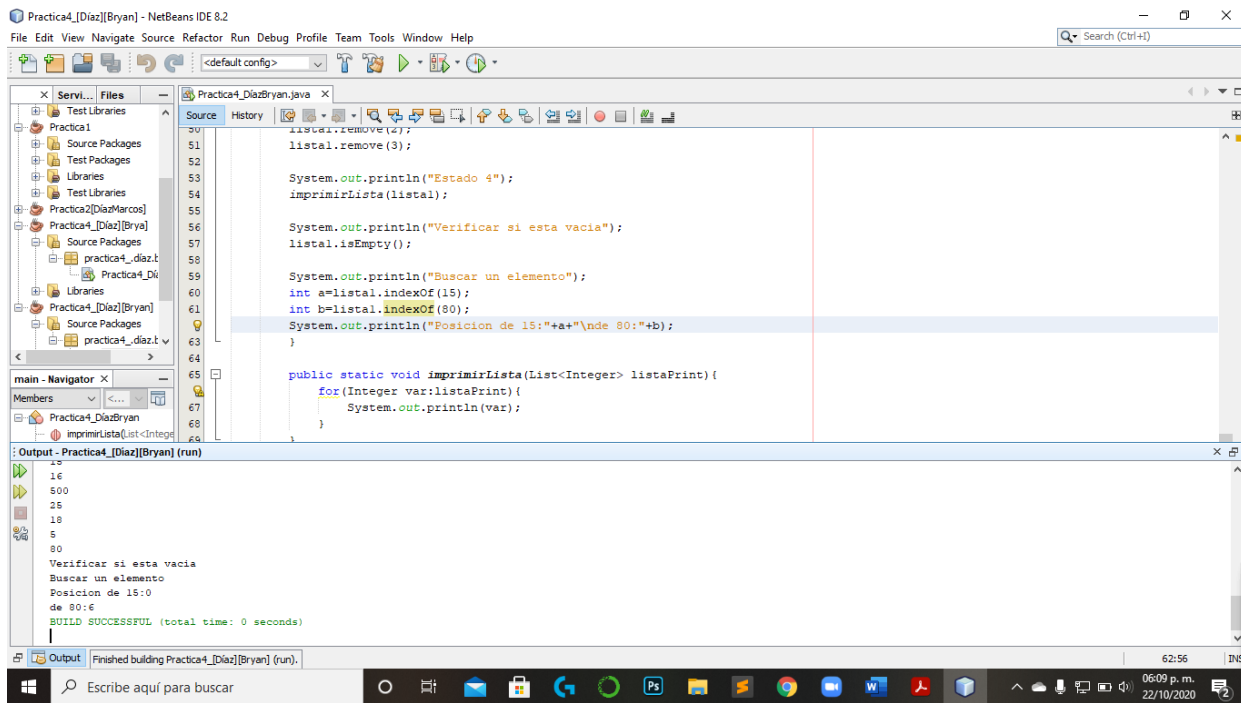 Practica4_[Díaz][Bryan] - NetBeans IDE 8.2
File Edit View Navigate Source Refactor Run Debug Profile Team Tools Window Help
Search (Ctrl+I)
<default config>
Servi... Files
Practica4_DíazBryan.java
Source History
Test Libraries
Practica1
Source Packages
Test Packages
Libraries
Test Libraries
Practica2[DíazMarcos]
Practica4_[Díaz][Brya]
Source Packages
practica4_.díaz.b
Practica4_Día
Libraries
Practica4_[Díaz][Bryan]
Source Packages
practica4_.díaz.b
main - Navigator
Members <...
Practica4_DíazBryan
imprimirLista(List<Intege
50 lista1.remove(2);
51 lista1.remove(3);
52
53 System.out.println("Estado 4");
54 imprimirLista(lista1);
55
56 System.out.println("Verificar si esta vacia");
57 lista1.isEmpty();
58
59 System.out.println("Buscar un elemento");
60 int a=lista1.indexOf(15);
61 int b=lista1.indexOf(80);
System.out.println("Posicion de 15:"+a+"\nde 80:"+b);
63 }
64
65 public static void imprimirLista(List<Integer> listaPrint){
for(Integer var:listaPrint){
67 System.out.println(var);
68 }
69 }
Output - Practica4_[Díaz][Bryan] (run)
15
16
500
25
18
5
80
Verificar si esta vacia
Buscar un elemento
Posicion de 15:0
de 80:6
BUILD SUCCESSFUL (total time: 0 seconds)
Output Finished building Practica4_[Díaz][Bryan] (run).
62:56 INS
Escribe aquí para buscar
Ps
06:09 p. m.
22/10/2020
2